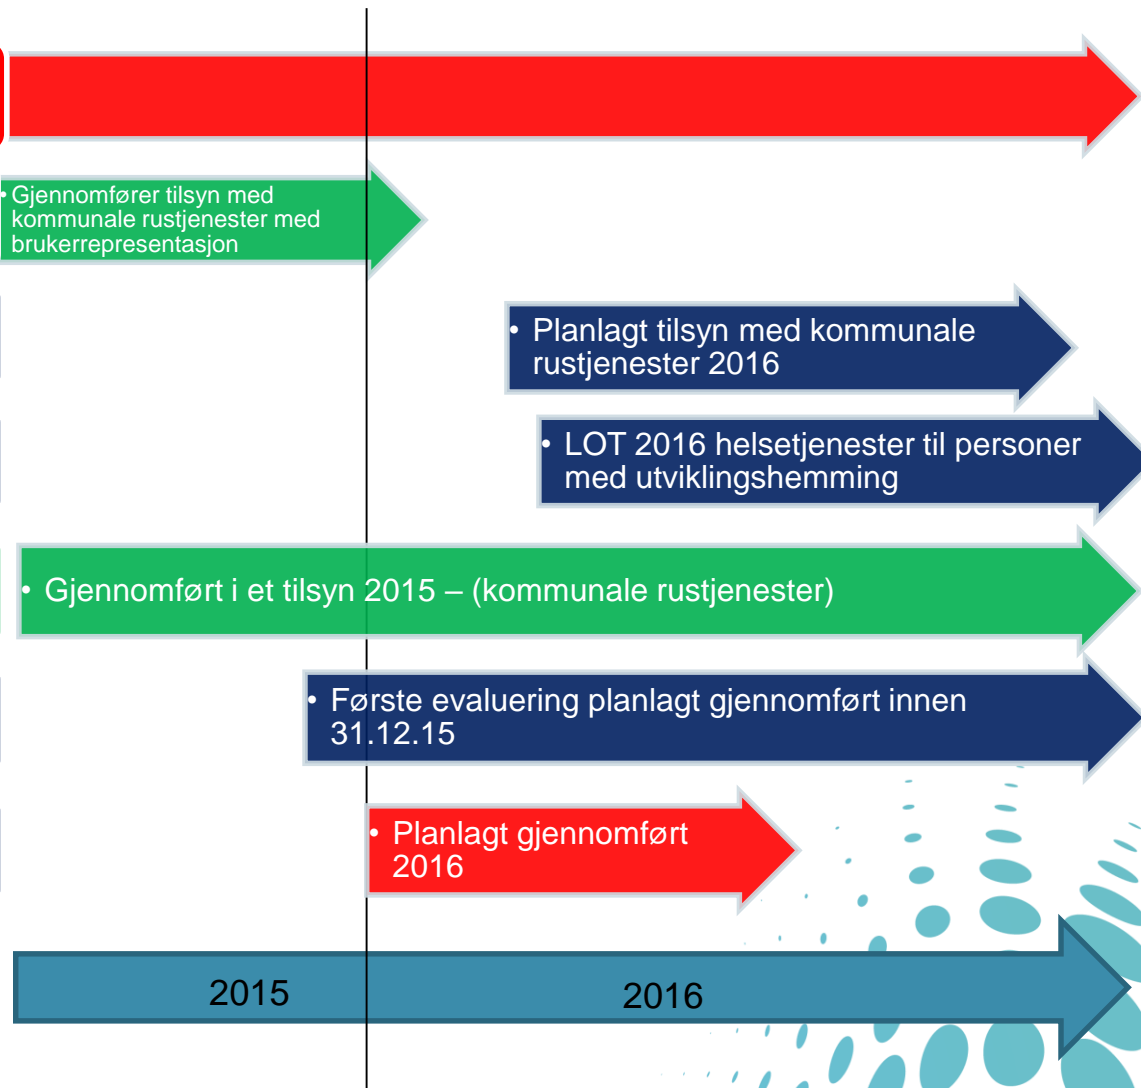 • Gjennomfører tilsyn med
kommunale rustjenester med
brukerrepresentasjon
• Planlagt tilsyn med kommunale
rustjenester 2016
• LOT 2016 helsetjenester til personer
med utviklingshemming
• Gjennomført i et tilsyn 2015 – (kommunale rustjenester)
• Første evaluering planlagt gjennomført innen
31.12.15
• Planlagt gjennomført
2016
2015
2016